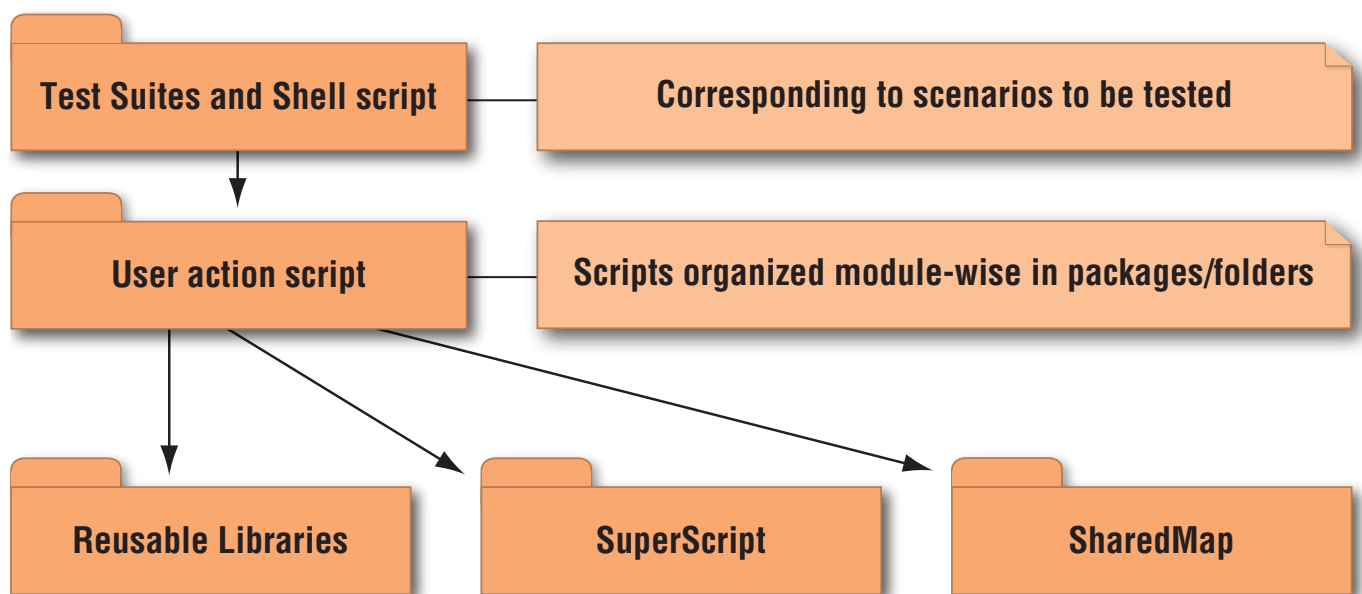 Test Suites and Shell script
Corresponding to scenarios to be tested
User action script
Scripts organized module-wise in packages/folders
Reusable Libraries
SuperScript
SharedMap